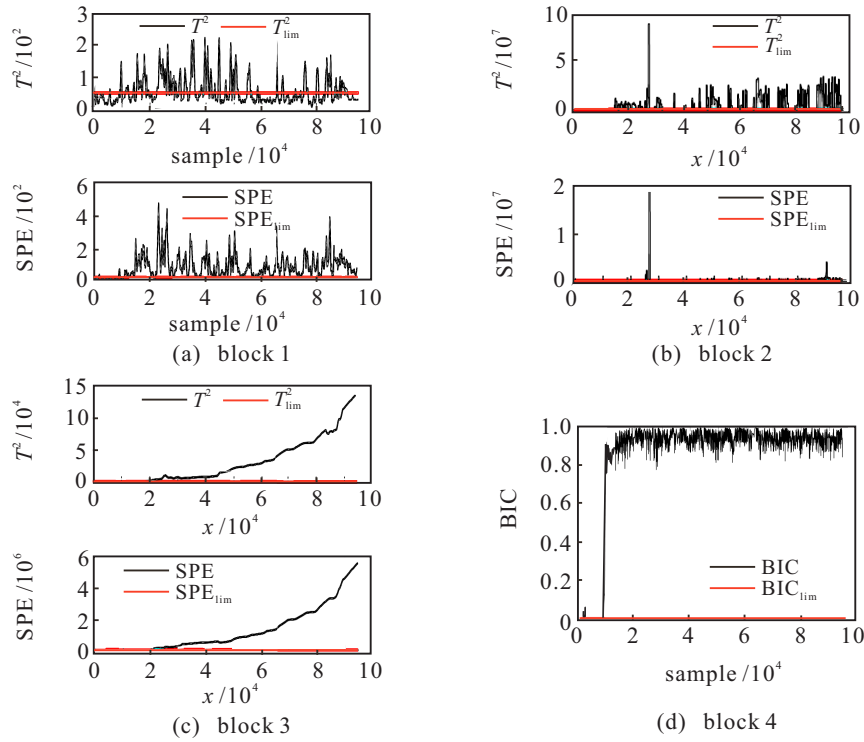 T²/10²
3
2
1
0
T² T²lim
0 2 4 6 8 10
sample /10⁴
SPE /10²
6
4
2
0
SPE
SPElim
0 2 4 6 8 10
sample /10⁴
(a) block 1
T²/10⁷
10
5
0
T²
T²lim
0 2 4 6 8 10
x /10⁴
SPE /10⁷
2
1
0
SPE
SPElim
0 2 4 6 8 10
x /10⁴
(b) block 2
T²/10⁴
15
10
5
0
T² T²lim
0 2 4 6 8 10
x /10⁴
SPE /10⁶
6
4
2
0
SPE
SPElim
0 2 4 6 8 10
x /10⁴
(c) block 3
BIC
1.0
0.8
0.6
0.4
0.2
0
BIC
BIClim
0 2 4 6 8 10
sample /10⁴
(d) block 4